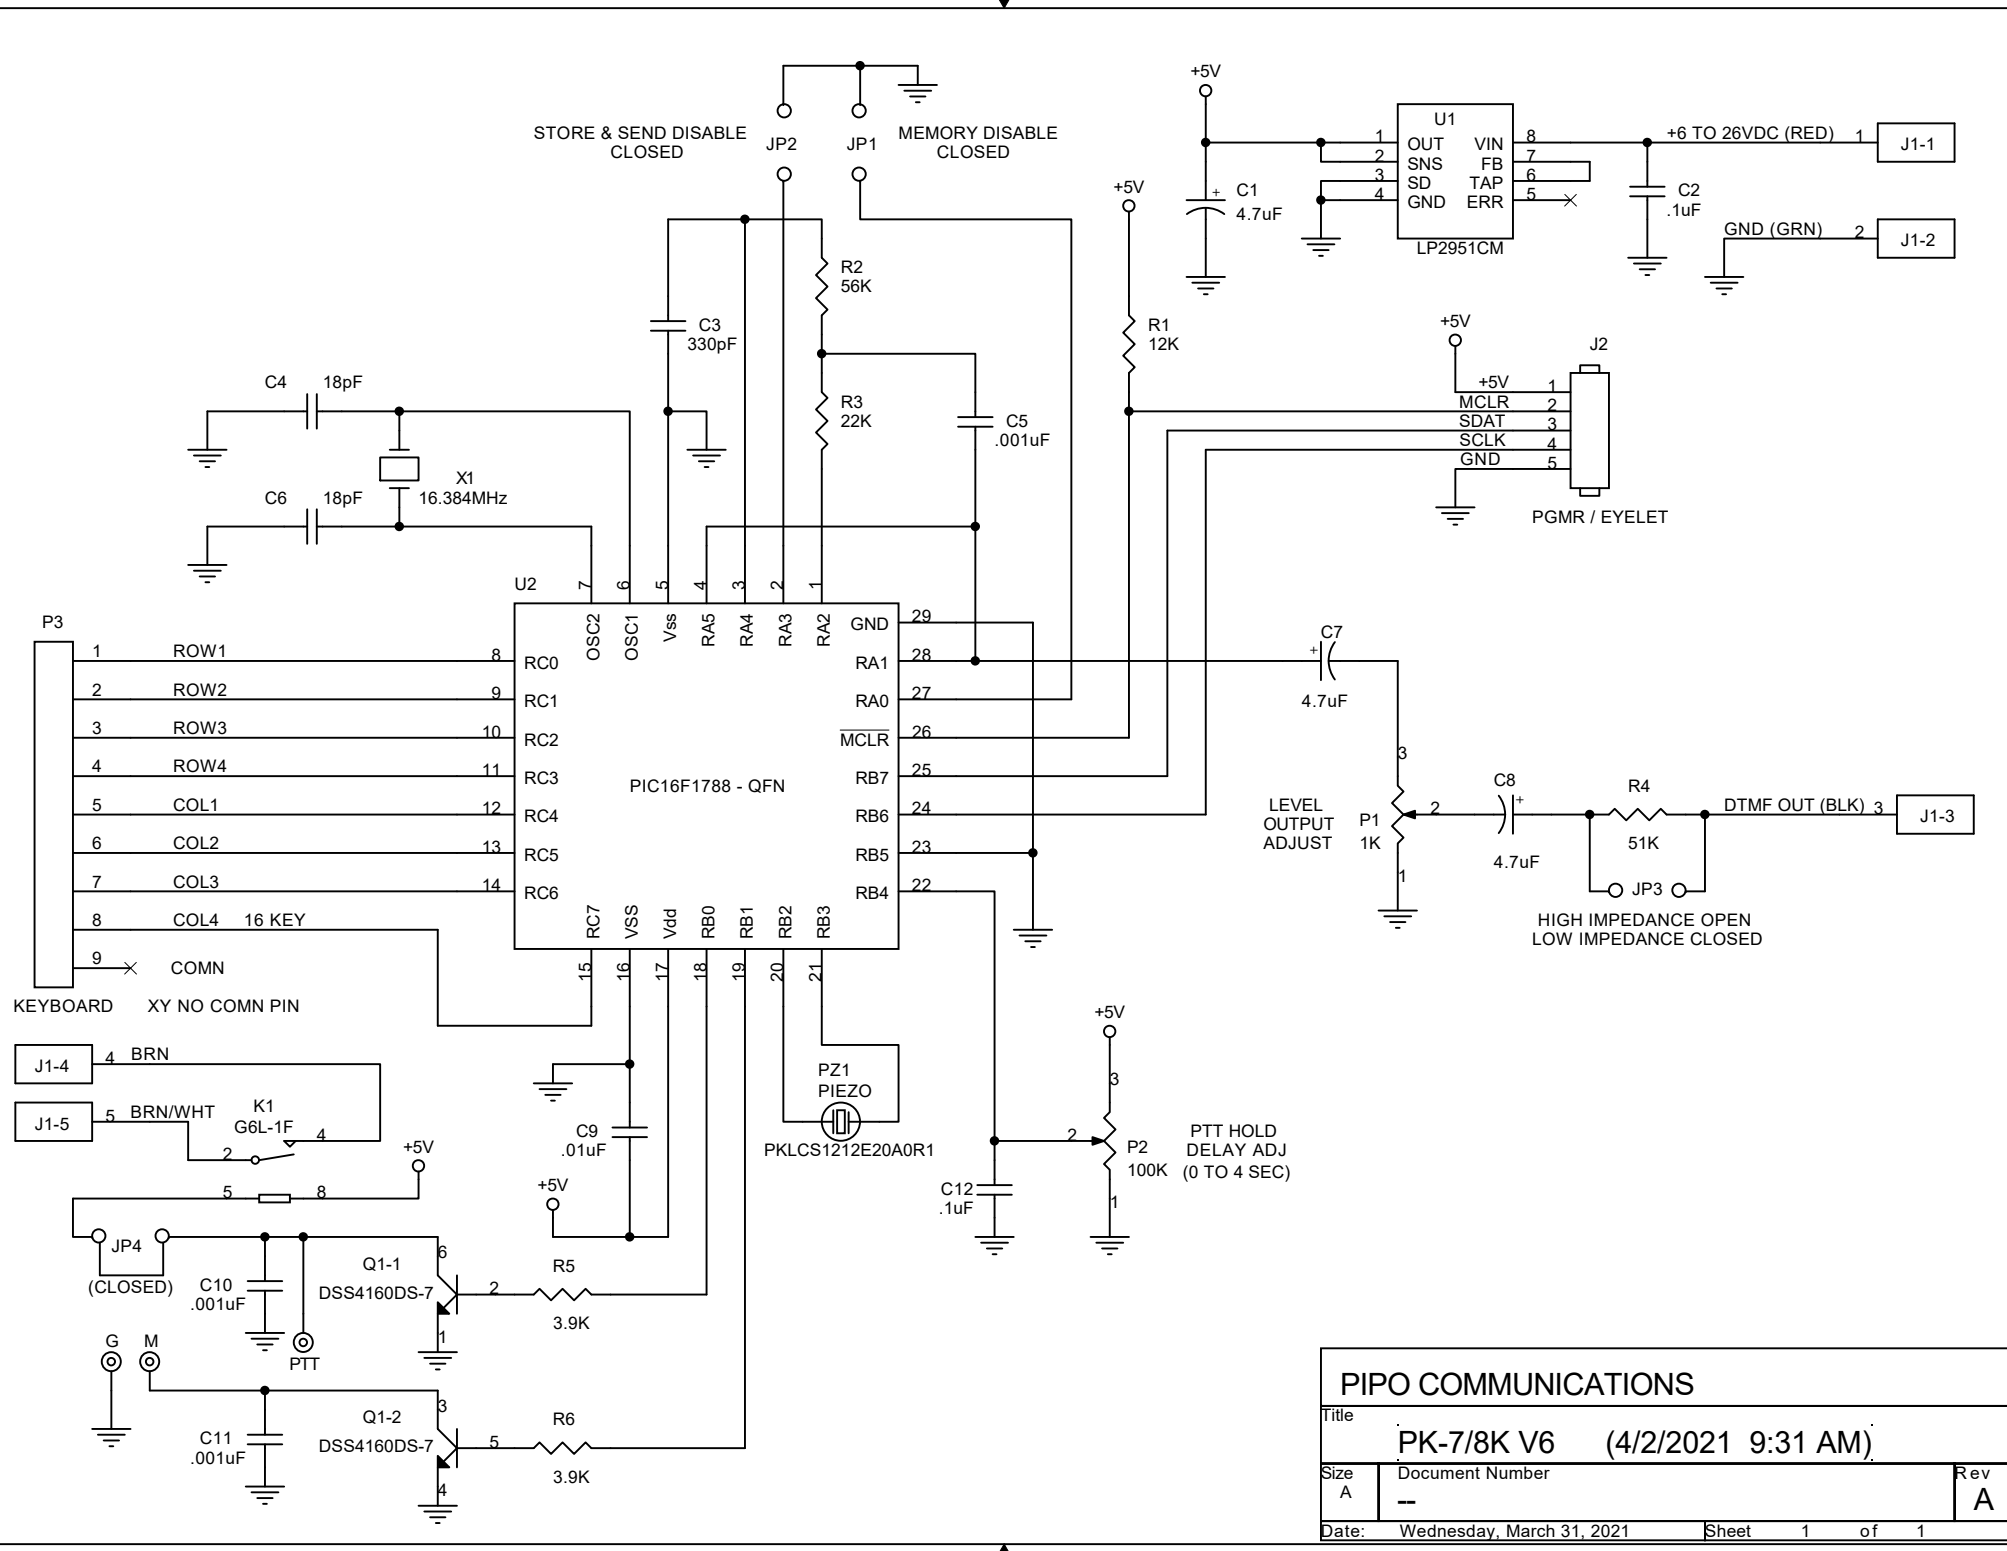 STORE & SEND DISABLE
CLOSED
JP2
JP1
MEMORY DISABLE
CLOSED
+5V
C1
4.7uF
U1
1 OUT VIN 8
2 SNS FB 7
3 SD TAP 6
4 GND ERR 5
LP2951CM
+6 TO 26VDC (RED) 1 J1-1
C2
.1uF
GND (GRN) 2 J1-2
+5V
R1
12K
R2
56K
C3
330pF
R3
22K
C5
.001uF
C4 18pF
X1
16.384MHz
C6 18pF
+5V
J2
+5V 1
MCLR 2
SDAT 3
SCLK 4
GND 5
PGMR / EYELET
U2
7 6 5 4 3 2 1
OSC2 OSC1 Vss RA5 RA4 RA3 RA2
P3
1 ROW1 8 RC0
2 ROW2 9 RC1
3 ROW3 10 RC2
4 ROW4 11 RC3
5 COL1 12 RC4
6 COL2 13 RC5
7 COL3 14 RC6
8 COL4 16 KEY
9 COMN
KEYBOARD XY NO COMN PIN
PIC16F1788 - QFN
GND 29
RA1 28
RA0 27
MCLR 26
RB7 25
RB6 24
RB5 23
RB4 22
RC7 VSS Vdd RB0 RB1 RB2 RB3
15 16 17 18 19 20 21
C7
+
4.7uF
3
LEVEL
OUTPUT
ADJUST
P1
1K
2
1
C8
+
4.7uF
R4
51K
DTMF OUT (BLK) 3 J1-3
JP3
HIGH IMPEDANCE OPEN
LOW IMPEDANCE CLOSED
J1-4 4 BRN
J1-5 5 BRN/WHT
K1
G6L-1F
2 4
5 8
+5V
JP4
(CLOSED)
C10
.001uF
PTT
Q1-1
DSS4160DS-7
6
2
1
R5
3.9K
G M
C11
.001uF
Q1-2
DSS4160DS-7
3
5
4
R6
3.9K
C9
.01uF
+5V
PZ1
PIEZO
PKLCS1212E20A0R1
C12
.1uF
+5V
3
2
P2
100K
1
PTT HOLD
DELAY ADJ
(0 TO 4 SEC)
PIPO COMMUNICATIONS
Title
PK-7/8K V6 (4/2/2021 9:31 AM)
Size
A
Document Number
--
Rev
A
Date: Wednesday, March 31, 2021 Sheet 1 of 1